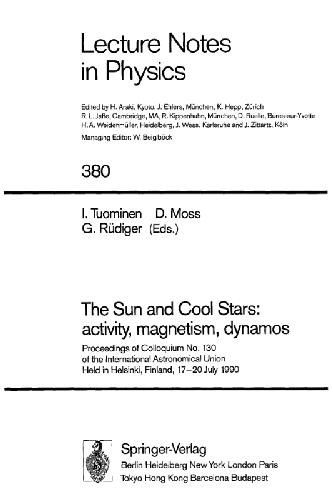 Lecture Notes
in Physics
Edited by H. Araki, Kyoto, J. Ehlers, München, K. Hepp, Zürich
R. L. Jaffe, Cambridge, MA, R. Kippenhahn, München, D. Ruelle, Bures-sur-Yvette
H. A. Weidenmüller, Heidelberg, J. Wess, Karlsruhe and J. Zittartz, Köln
Managing Editor: W. Beiglböck
380
I. Tuominen D. Moss
G. Rüdiger (Eds.)
The Sun and Cool Stars:
activity, magnetism, dynamos
Proceedings of Colloquium No. 130
of the International Astronomical Union
Held in Helsinki, Finland, 17–20 July 1990
Springer-Verlag
Berlin Heidelberg New York London Paris
Tokyo Hong Kong Barcelona Budapest